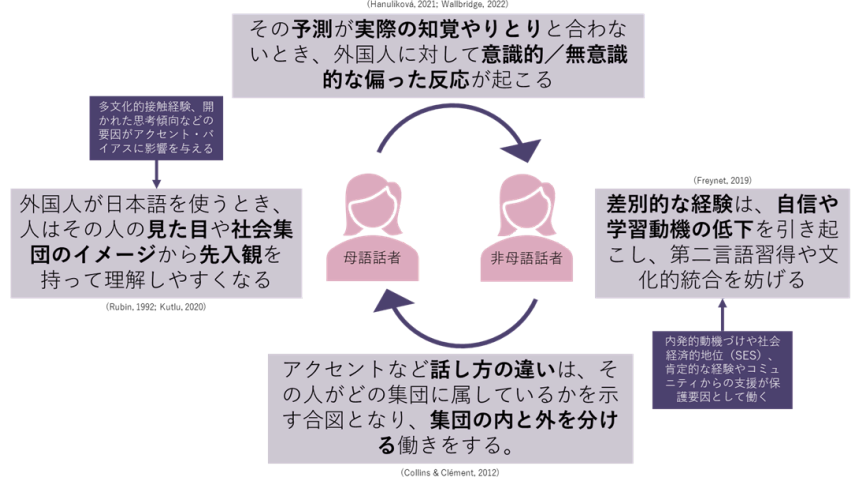 (Hanulíková, 2021; Wallbridge, 2022)
その予測が実際の知覚やりとりと合わ
ないとき、外国人に対して意識的／無意識
的な偏った反応が起こる
多文化的接触経験、開
かれた思考傾向などの
要因がアクセント・バ
イアスに影響を与える
外国人が日本語を使うとき、
人はその人の見た目や社会集
団のイメージから先入観を
持って理解しやすくなる
(Rubin, 1992; Kutlu, 2020)
母語話者
非母語話者
(Freynet, 2019)
差別的な経験は、自信や
学習動機の低下を引き起
こし、第二言語習得や文
化的統合を妨げる
内発的動機づけや社会
経済的地位（SES）、
肯定的な経験やコミュ
ニティからの支援が保
護要因として働く
アクセントなど話し方の違いは、そ
の人がどの集団に属しているかを示
す合図となり、集団の内と外を分け
る働きをする。
(Collins & Clément, 2012)